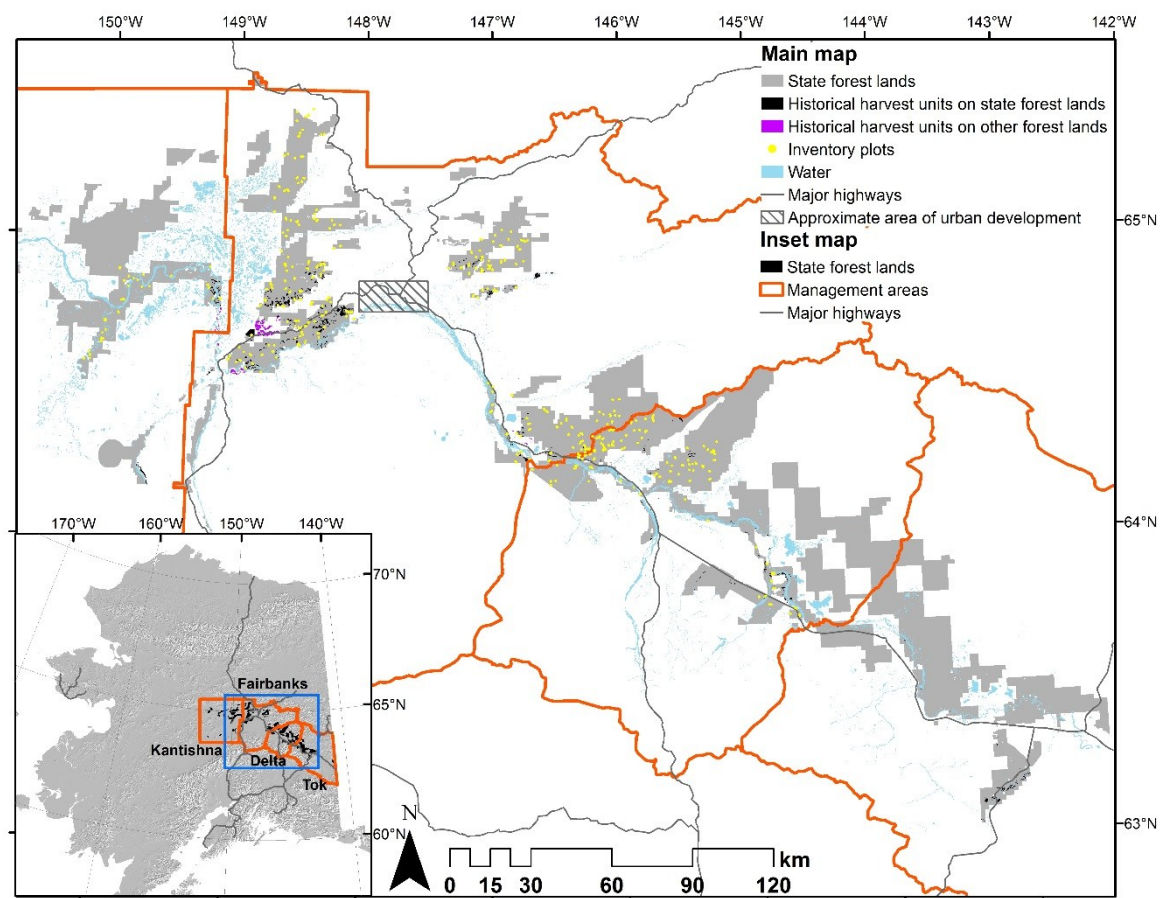 150°W 149°W 148°W 147°W 146°W 145°W 144°W 143°W 142°W
Main map
State forest lands
Historical harvest units on state forest lands
Historical harvest units on other forest lands
Inventory plots
Water
Major highways
Approximate area of urban development
Inset map
State forest lands
Management areas
Major highways
65°N
64°N
63°N
170°W 160°W 150°W 140°W
70°N
65°N
60°N
Fairbanks
Kantishna
Delta
Tok
N
km
0 15 30 60 90 120